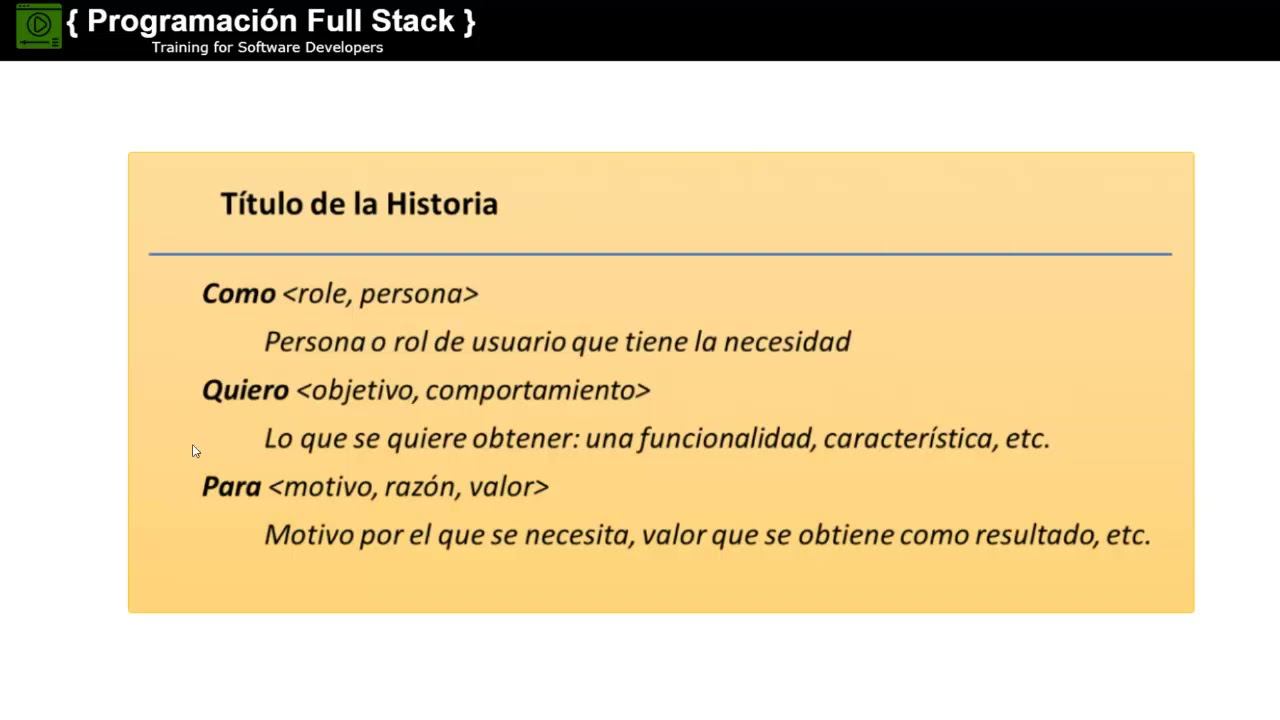 { Programación Full Stack }
Training for Software Developers
Título de la Historia
Como <role, persona>
Persona o rol de usuario que tiene la necesidad
Quiero <objetivo, comportamiento>
Lo que se quiere obtener: una funcionalidad, característica, etc.
Para <motivo, razón, valor>
Motivo por el que se necesita, valor que se obtiene como resultado, etc.